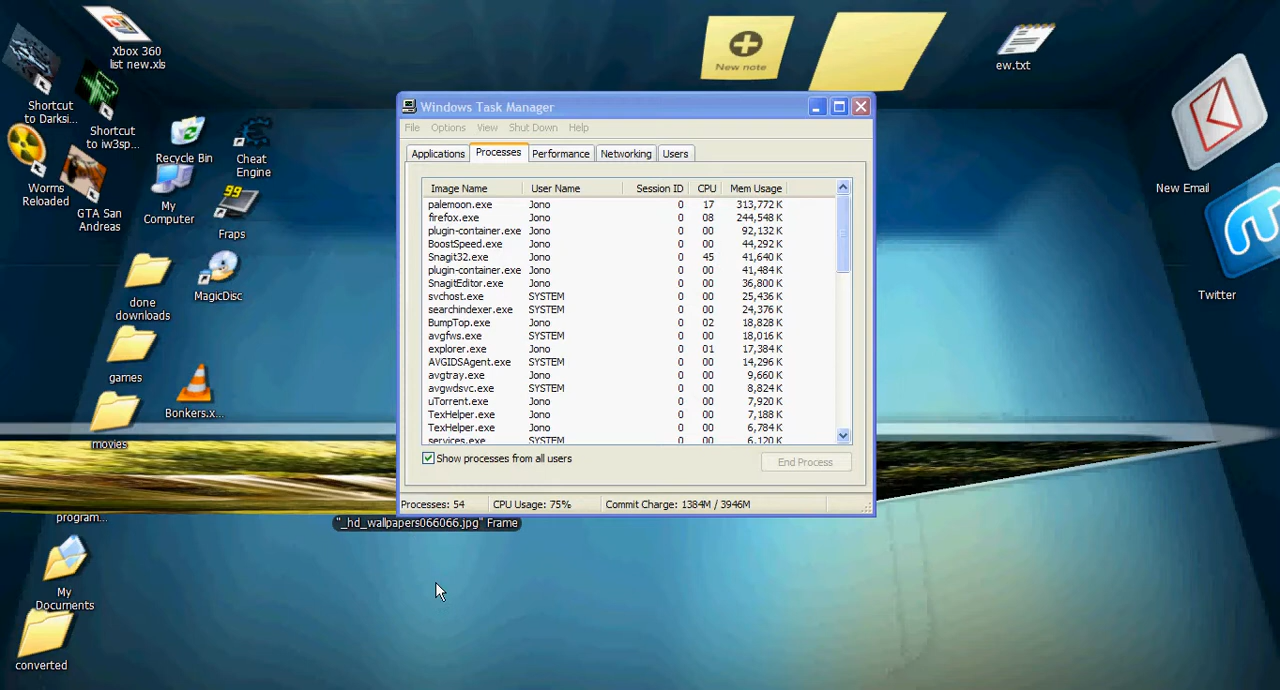 Xbox 360
list new.xls
Shortcut
to Darksi...
Shortcut
to iw3sp...
Recycle Bin
Cheat
Engine
Worms
Reloaded
GTA San
Andreas
My
Computer
99
Fraps
done
downloads
MagicDisc
games
Bonkers.x...
movies
program...
My
Documents
converted
New note
ew.txt
New Email
Twitter
Windows Task Manager
File Options View Shut Down Help
Applications Processes Performance Networking Users
Image Name User Name Session ID CPU Mem Usage
palemoon.exe Jono 0 17 313,772 K
firefox.exe Jono 0 08 244,548 K
plugin-container.exe Jono 0 00 92,132 K
BoostSpeed.exe Jono 0 00 44,292 K
Snagit32.exe Jono 0 45 41,640 K
plugin-container.exe Jono 0 00 41,484 K
SnagitEditor.exe Jono 0 00 36,800 K
svchost.exe SYSTEM 0 00 25,436 K
searchindexer.exe SYSTEM 0 00 24,376 K
BumpTop.exe Jono 0 02 18,828 K
avgfws.exe SYSTEM 0 00 18,016 K
explorer.exe Jono 0 01 17,384 K
AVGIDSAgent.exe SYSTEM 0 00 14,296 K
avgtray.exe Jono 0 00 9,660 K
avgwdsvc.exe SYSTEM 0 00 8,824 K
uTorrent.exe Jono 0 00 7,920 K
TexHelper.exe Jono 0 00 7,188 K
TexHelper.exe Jono 0 00 6,784 K
services.exe SYSTEM 0 00 6,120 K
Show processes from all users
End Process
Processes: 54 CPU Usage: 75% Commit Charge: 1384M / 3946M
"_hd_wallpapers066066.jpg" Frame